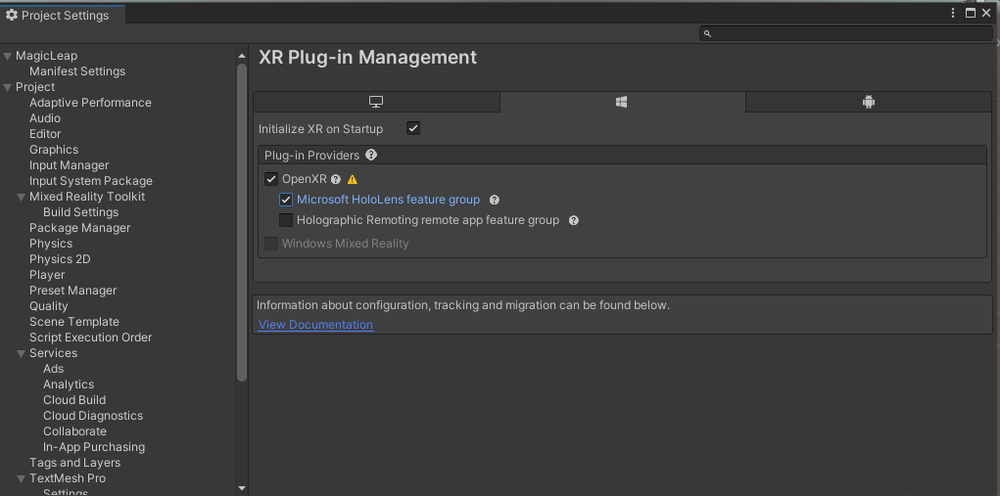 Project Settings
MagicLeap
Manifest Settings
Project
Adaptive Performance
Audio
Editor
Graphics
Input Manager
Input System Package
Mixed Reality Toolkit
Build Settings
Package Manager
Physics
Physics 2D
Player
Preset Manager
Quality
Scene Template
Script Execution Order
Services
Ads
Analytics
Cloud Build
Cloud Diagnostics
Collaborate
In-App Purchasing
Tags and Layers
TextMesh Pro
Settings
XR Plug-in Management
Initialize XR on Startup
Plug-in Providers
OpenXR
Microsoft HoloLens feature group
Holographic Remoting remote app feature group
Windows Mixed Reality
Information about configuration, tracking and migration can be found below.
View Documentation